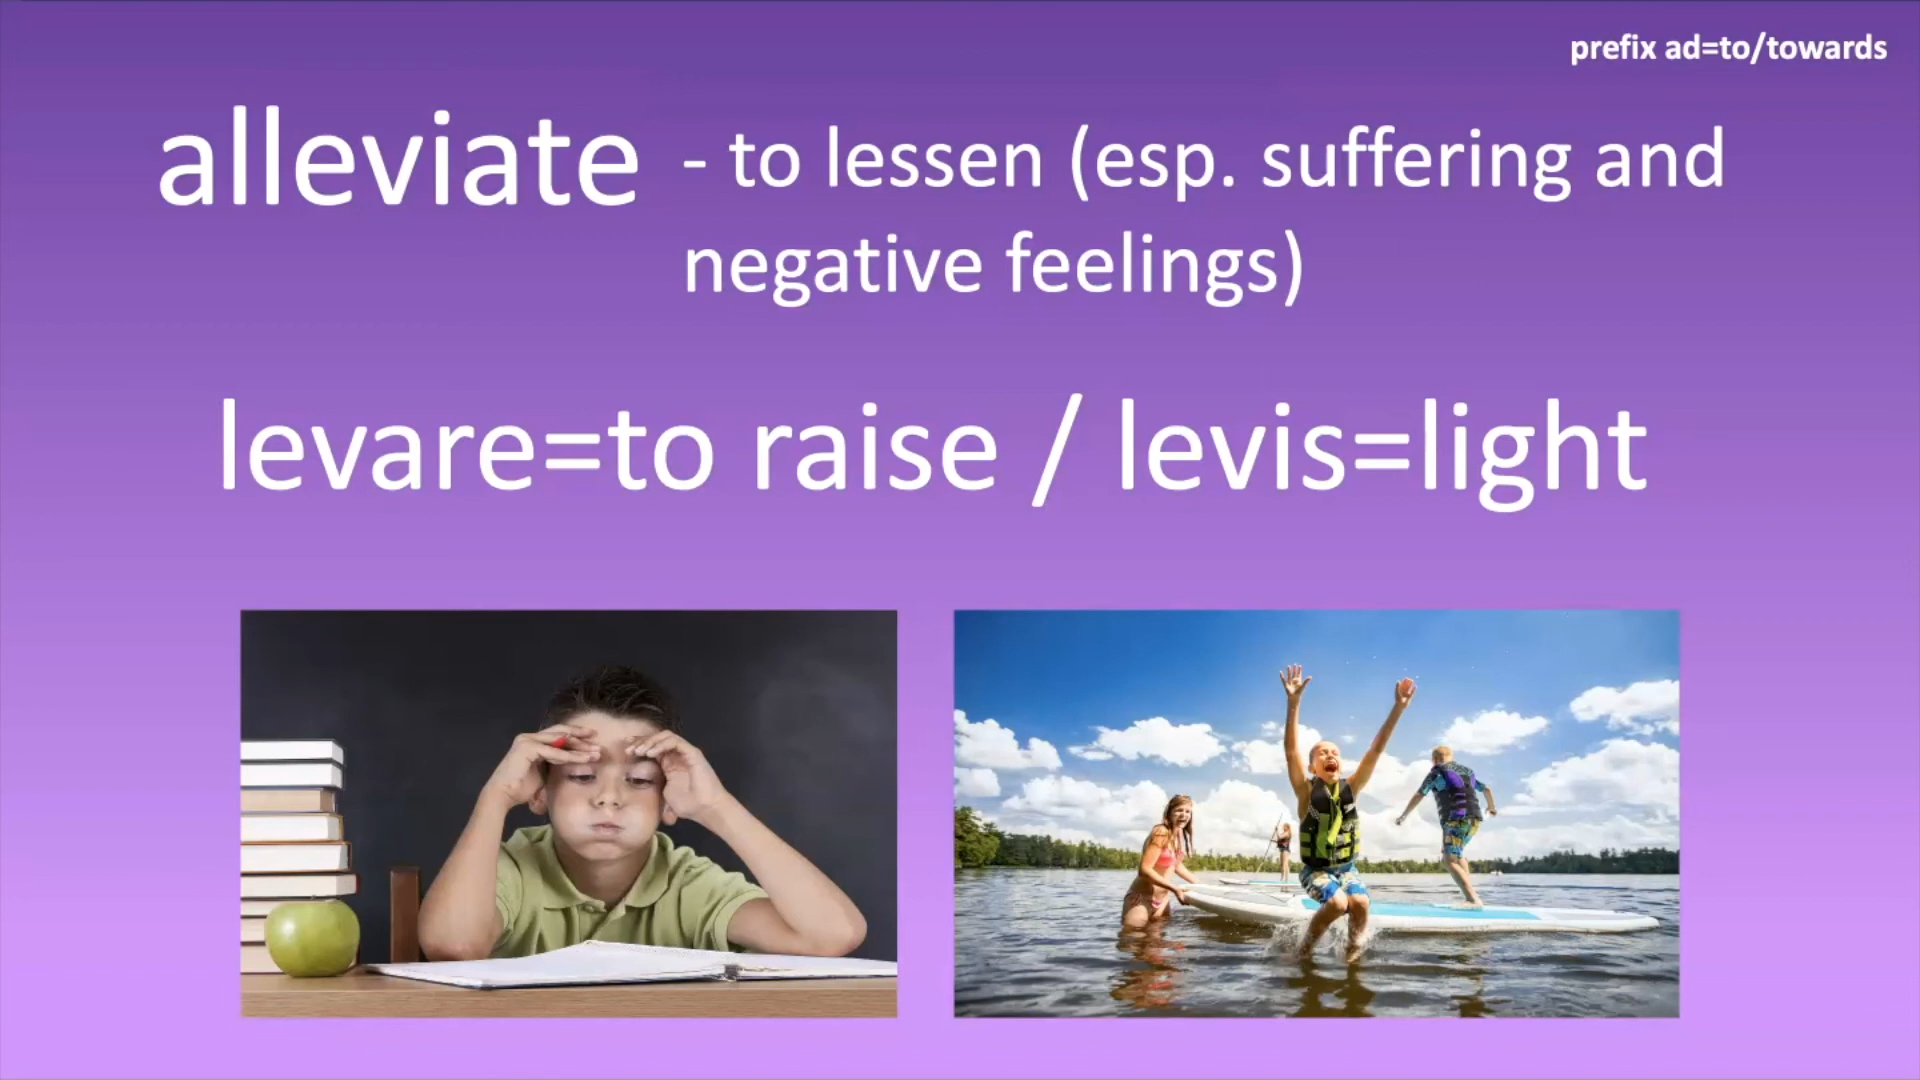 prefix ad=to/towards
alleviate - to lessen (esp. suffering and
negative feelings)
levare=to raise / levis=light